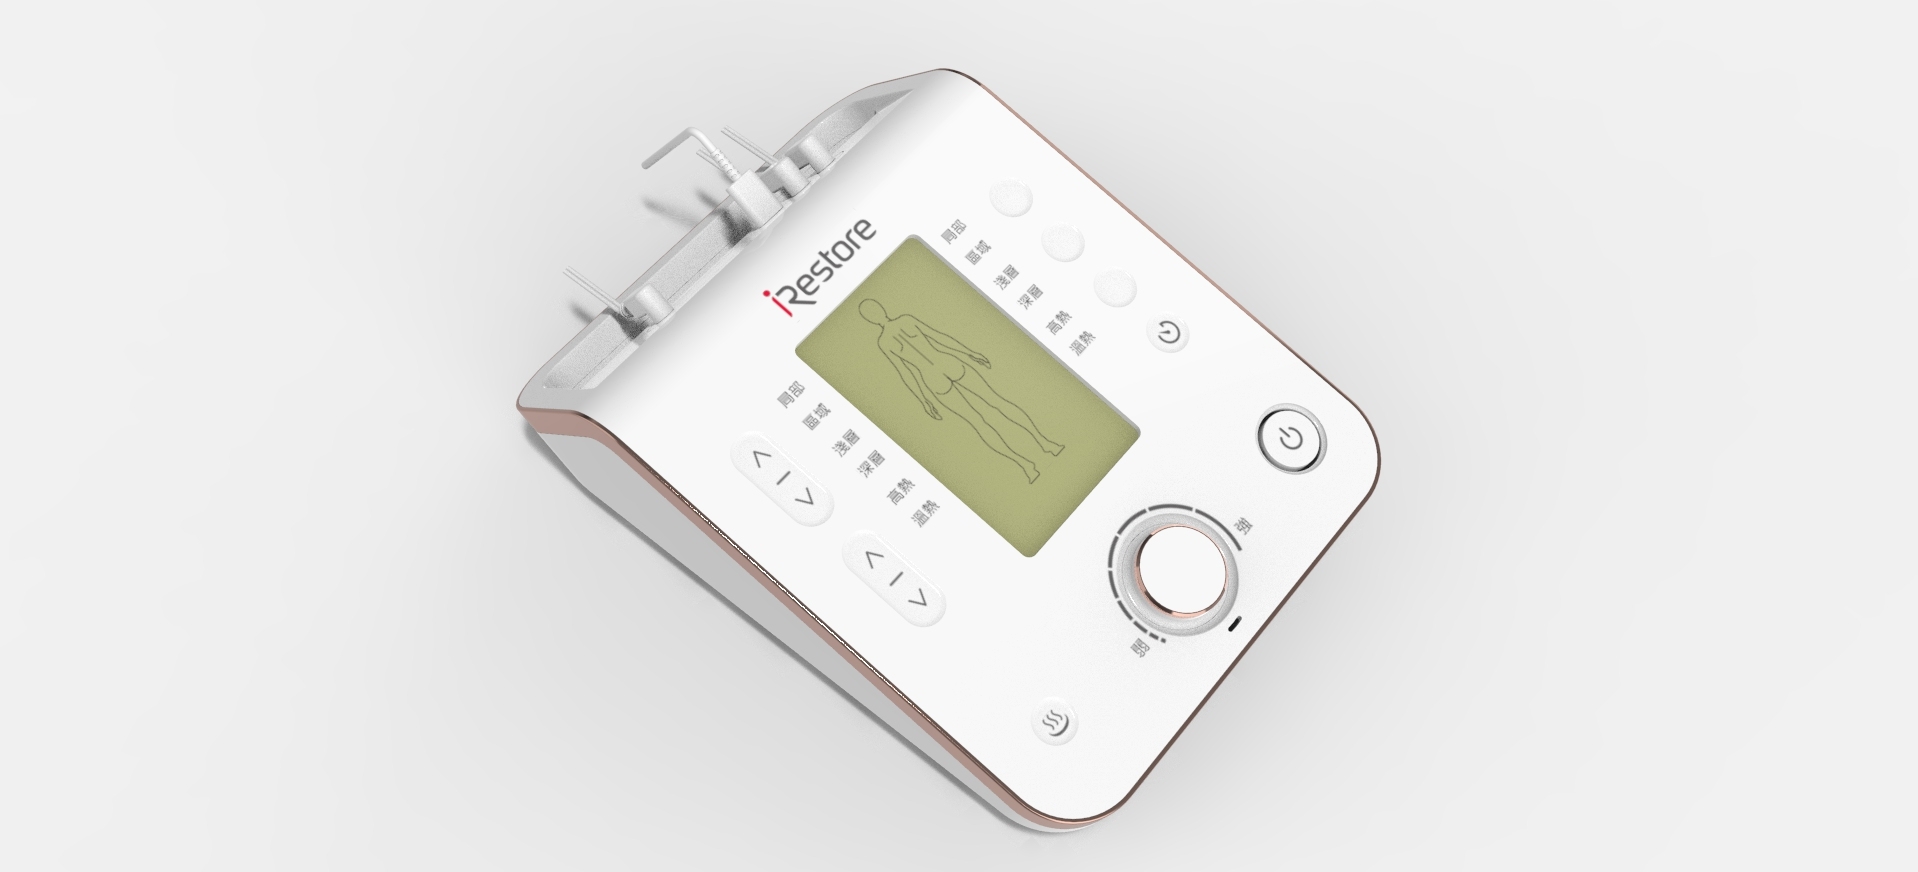 iRestore
局部
區域
淺層
深層
高熱
溫熱
局部
區域
淺層
深層
高熱
溫熱
強
弱